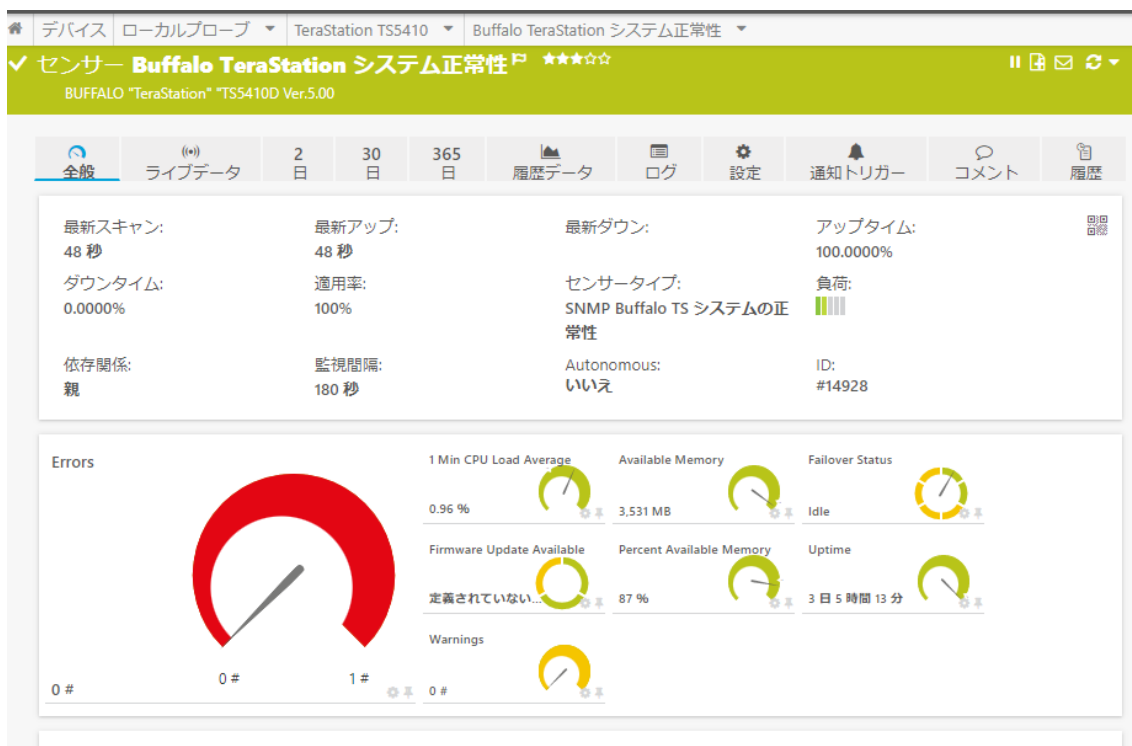 デバイス ローカルプローブ TeraStation TS5410 Buffalo TeraStation システム正常性
センサー Buffalo TeraStation システム正常性
BUFFALO "TeraStation" "TS5410D Ver.5.00
全般 ライブデータ 2日 30日 365日 履歴データ ログ 設定 通知トリガー コメント 履歴
最新スキャン: 最新アップ: 最新ダウン: アップタイム:
48 秒 48 秒 100.0000%
ダウンタイム: 適用率: センサータイプ: 負荷:
0.0000% 100% SNMP Buffalo TS システムの正
常性
依存関係: 監視間隔: Autonomous: ID:
親 180 秒 いいえ #14928
Errors
0 #
1 #
0 #
1 Min CPU Load Average
0.96 %
Available Memory
3,531 MB
Failover Status
Idle
Firmware Update Available
定義されていない...
Percent Available Memory
87 %
Uptime
3 日 5 時間 13 分
Warnings
0 #